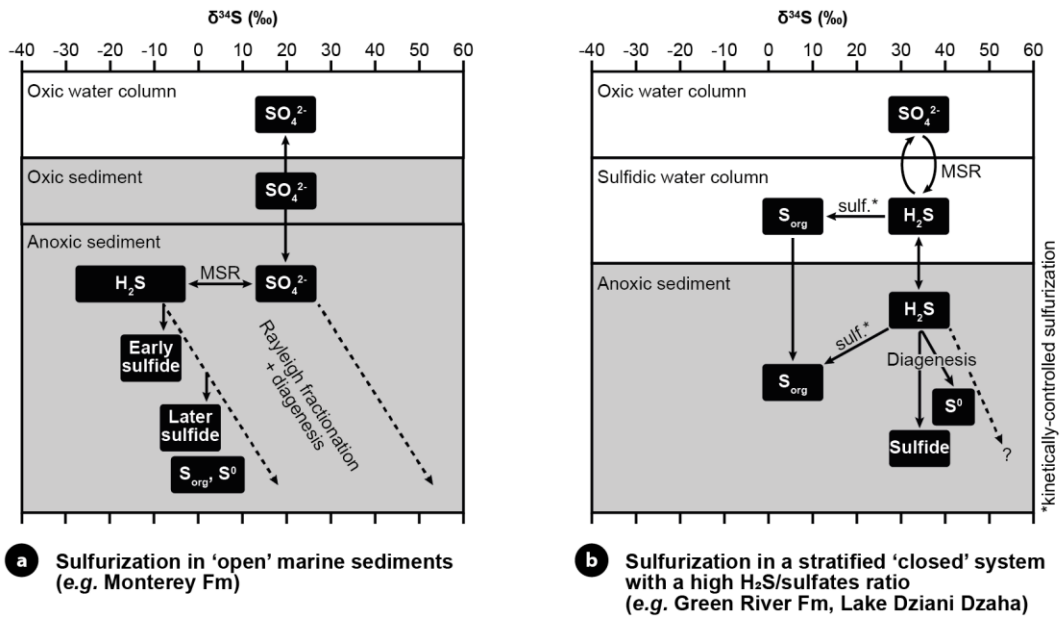 δ³⁴S (‰)
-40 -30 -20 -10 0 10 20 30 40 50 60
Oxic water column
SO₄²⁻
Oxic sediment
SO₄²⁻
Anoxic sediment
H₂S
MSR
SO₄²⁻
Early
sulfide
Rayleigh fractionation
+ diagenesis
Later
sulfide
Sorg, S⁰
a
Sulfurization in ‘open’ marine sediments
(e.g. Monterey Fm)
δ³⁴S (‰)
-40 -30 -20 -10 0 10 20 30 40 50 60
Oxic water column
SO₄²⁻
MSR
Sulfidic water column
Sorg
sulf.*
H₂S
Anoxic sediment
H₂S
sulf.*
Diagenesis
Sorg
S⁰
Sulfide
?
*kinetically-controlled sulfurization
b
Sulfurization in a stratified ‘closed’ system
with a high H₂S/sulfates ratio
(e.g. Green River Fm, Lake Dziani Dzaha)